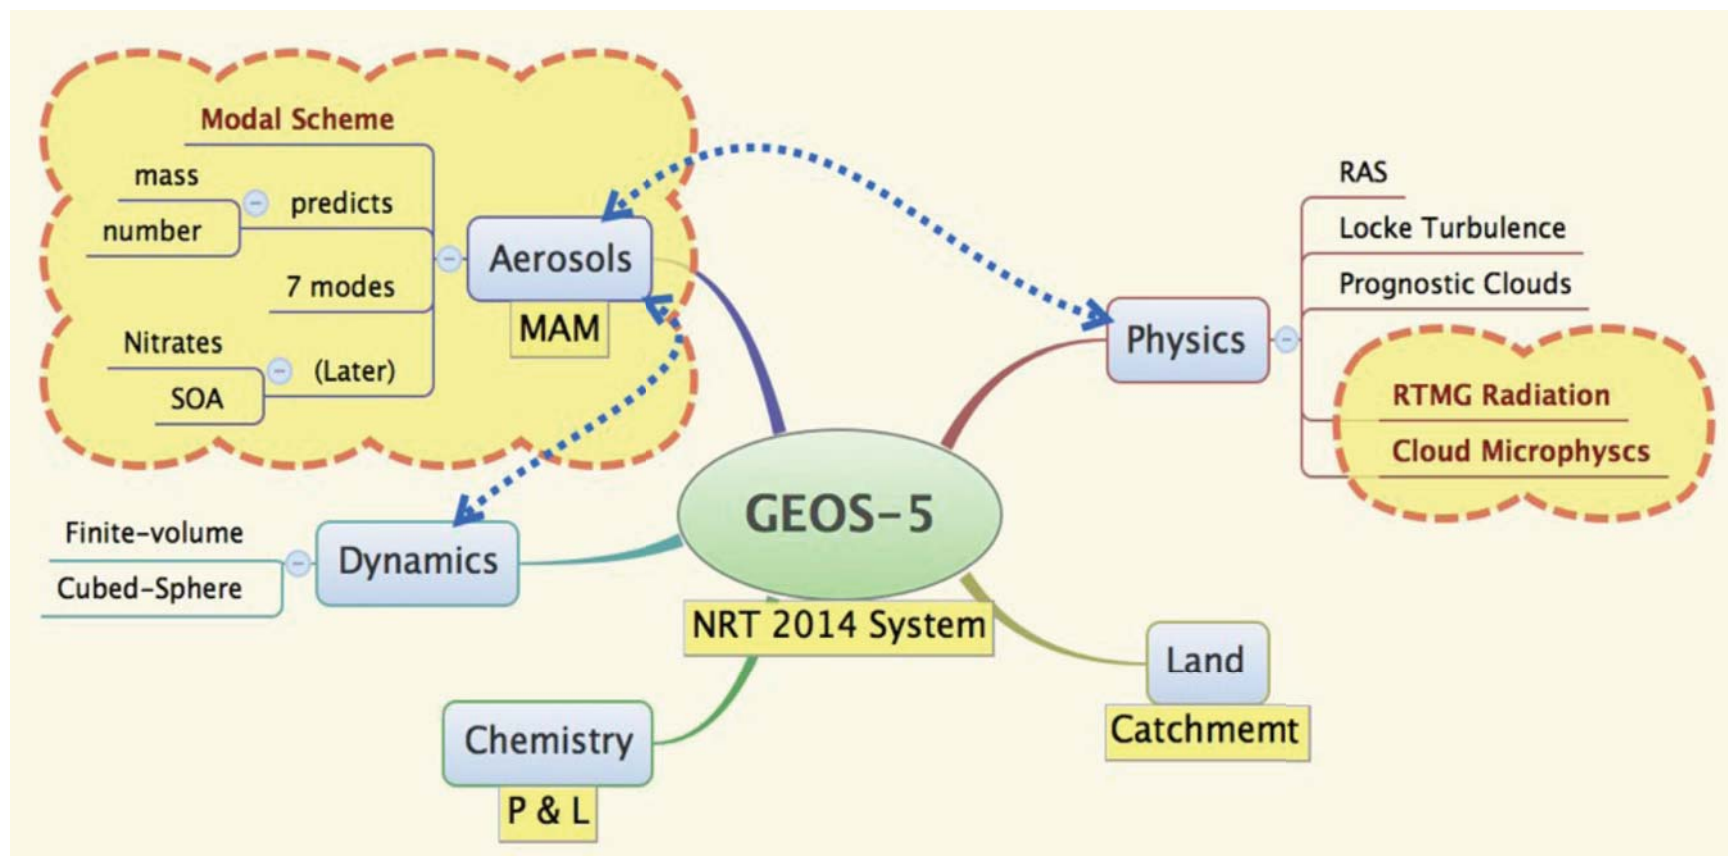 Modal Scheme
mass
predicts
number
7 modes
Nitrates
(Later)
SOA
Aerosols
MAM
RAS
Locke Turbulence
Prognostic Clouds
Physics
RTMG Radiation
Cloud Microphyscs
GEOS-5
NRT 2014 System
Finite-volume
Cubed-Sphere
Dynamics
Land
Catchmemt
Chemistry
P & L